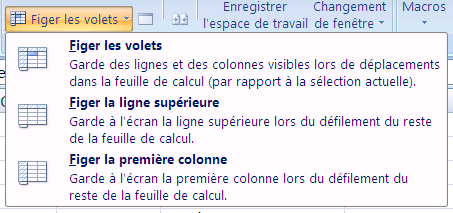 Figer les volets
Enregistrer
l'espace de travail
Changement
de fenêtre
Macros
Figer les volets
Garde des lignes et des colonnes visibles lors de déplacements
dans la feuille de calcul (par rapport à la sélection actuelle).
Figer la ligne supérieure
Garde à l'écran la ligne supérieure lors du défilement du reste
de la feuille de calcul.
Figer la première colonne
Garde à l'écran la première colonne lors du défilement du
reste de la feuille de calcul.